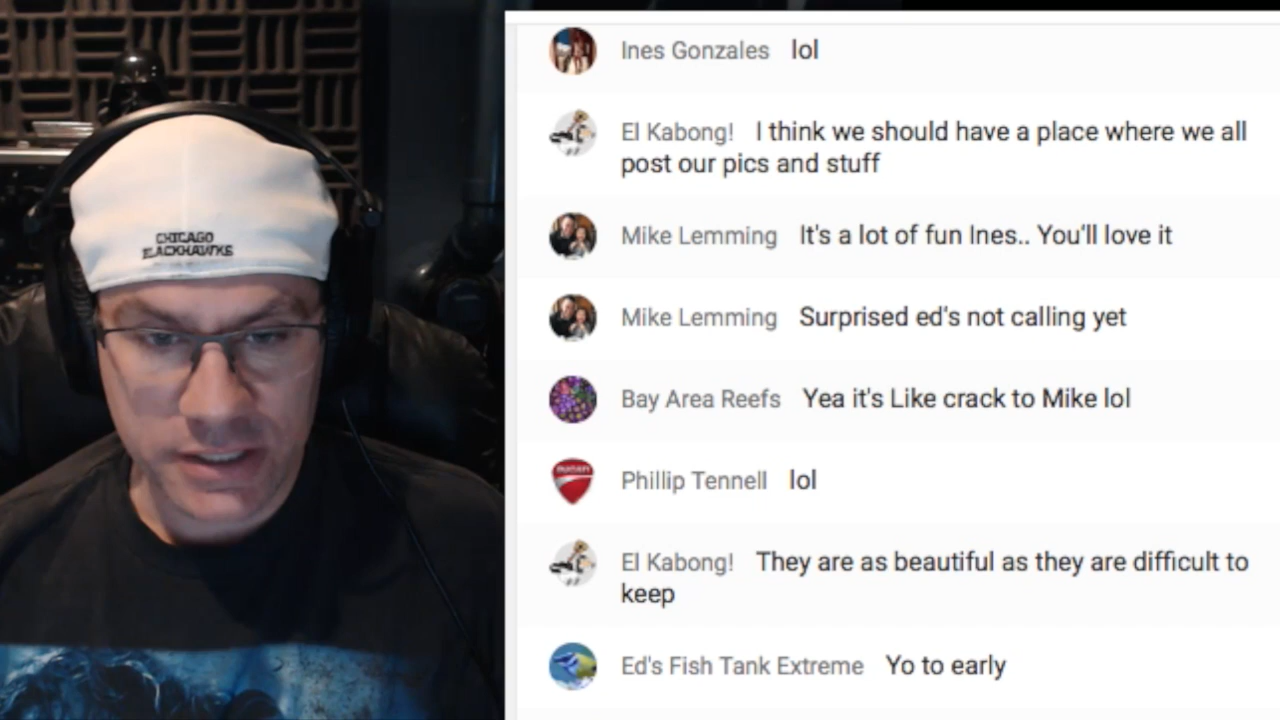 Ines Gonzales lol
El Kabong! I think we should have a place where we all
post our pics and stuff
Mike Lemming It's a lot of fun Ines.. You'll love it
Mike Lemming Surprised ed's not calling yet
Bay Area Reefs Yea it's Like crack to Mike lol
Phillip Tennell lol
El Kabong! They are as beautiful as they are difficult to
keep
Ed's Fish Tank Extreme Yo to early
CHICAGO
BLACKHAWKS
DUCATI